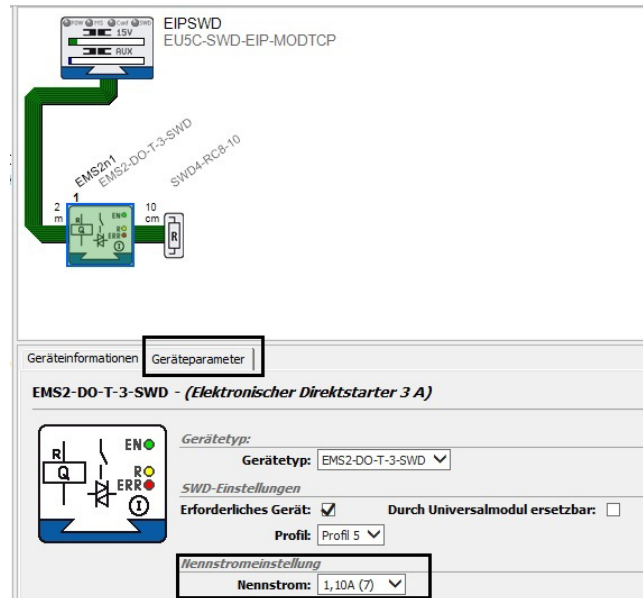 POW MS Conf SWD
15V
AUX
EIPSWD
EU5C-SWD-EIP-MODTCP
EMS2n1
EMS2-DO-T-3-SWD
SWD4-RC8-10
1
2
m
10
cm
R
Q
EN
R
ERR
I
R
Geräteinformationen Geräteparameter
EMS2-DO-T-3-SWD - (Elektronischer Direktstarter 3 A)
R
Q
EN
R
ERR
I
Gerätetyp:
Gerätetyp: EMS2-DO-T-3-SWD
SWD-Einstellungen
Erforderliches Gerät: Durch Universalmodul ersetzbar:
Profil: Profil 5
Nennstromeinstellung
Nennstrom: 1,10A (7)